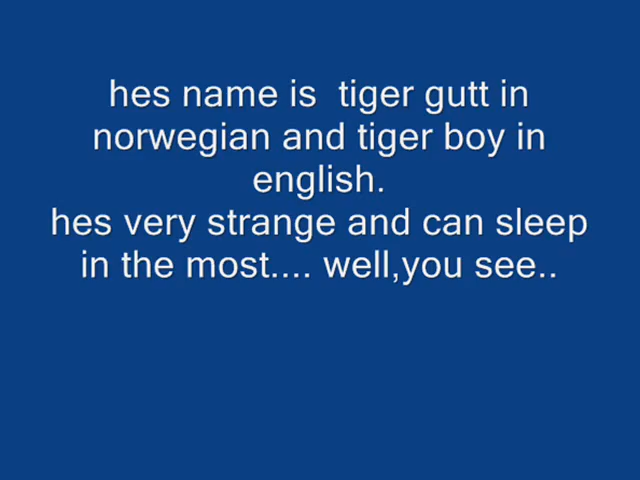 hes name is  tiger gutt in
norwegian and tiger boy in
english.
hes very strange and can sleep
in the most.... well,you see..